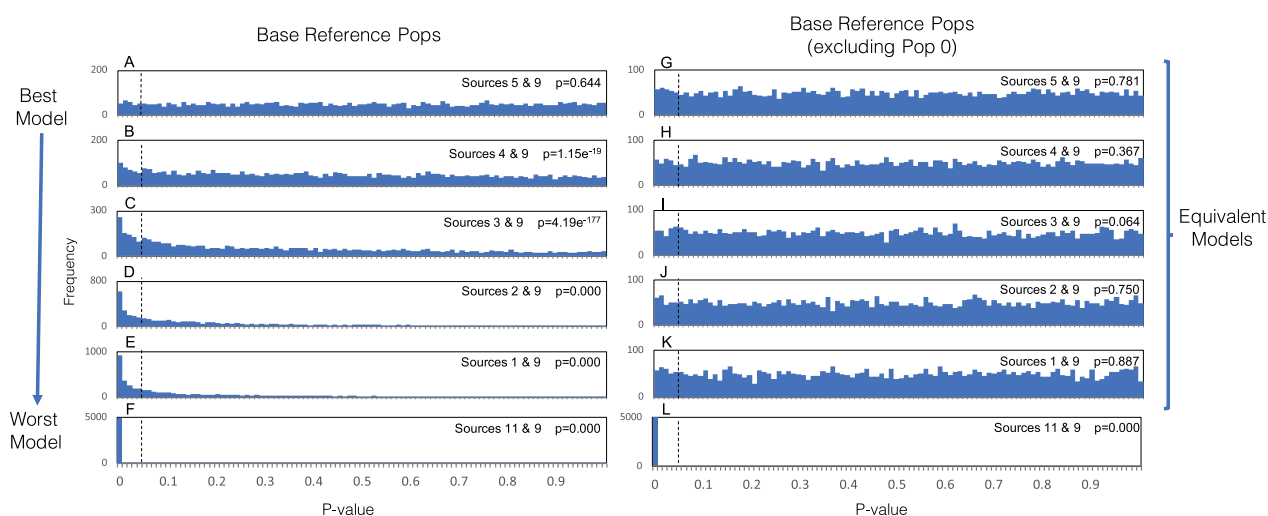 Base Reference Pops
Base Reference Pops
(excluding Pop 0)
Best
Model
Worst
Model
Frequency
A
200
0
Sources 5 & 9 p=0.644
B
200
0
Sources 4 & 9 p=1.15e-19
C
300
0
Sources 3 & 9 p=4.19e-177
D
800
0
Sources 2 & 9 p=0.000
E
1000
0
Sources 1 & 9 p=0.000
F
5000
0
Sources 11 & 9 p=0.000
0 0.1 0.2 0.3 0.4 0.5 0.6 0.7 0.8 0.9
P-value
G
100
0
Sources 5 & 9 p=0.781
H
100
0
Sources 4 & 9 p=0.367
I
100
0
Sources 3 & 9 p=0.064
J
100
0
Sources 2 & 9 p=0.750
K
100
0
Sources 1 & 9 p=0.887
L
5000
0
Sources 11 & 9 p=0.000
0 0.1 0.2 0.3 0.4 0.5 0.6 0.7 0.8 0.9
P-value
Equivalent
Models